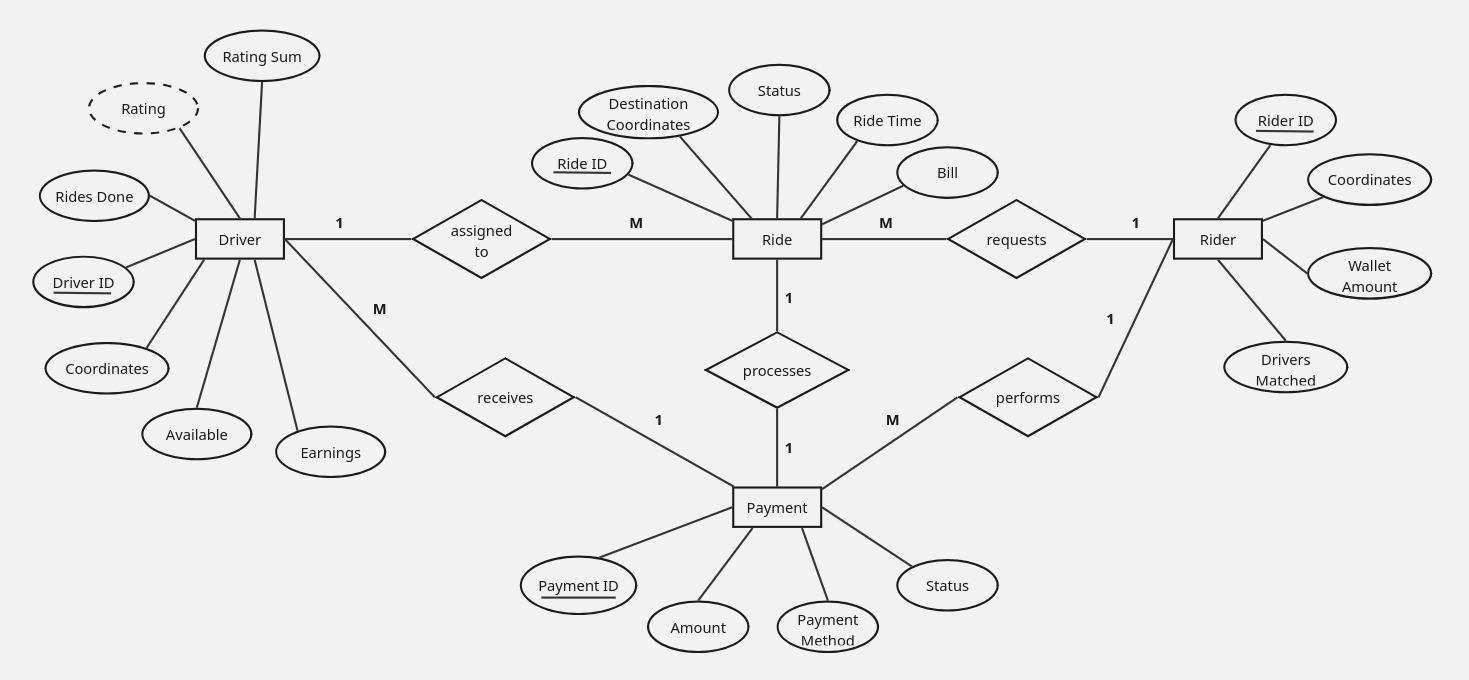 Rating Sum
Rating
Rides Done
Driver
Driver ID
Coordinates
Available
Earnings
1
assigned
to
M
Destination
Coordinates
Status
Ride Time
Ride ID
Bill
Ride
M
requests
1
Rider ID
Coordinates
Rider
Wallet
Amount
Drivers
Matched
M
receives
1
1
processes
1
1
performs
M
Payment
Payment ID
Amount
Payment
Method
Status